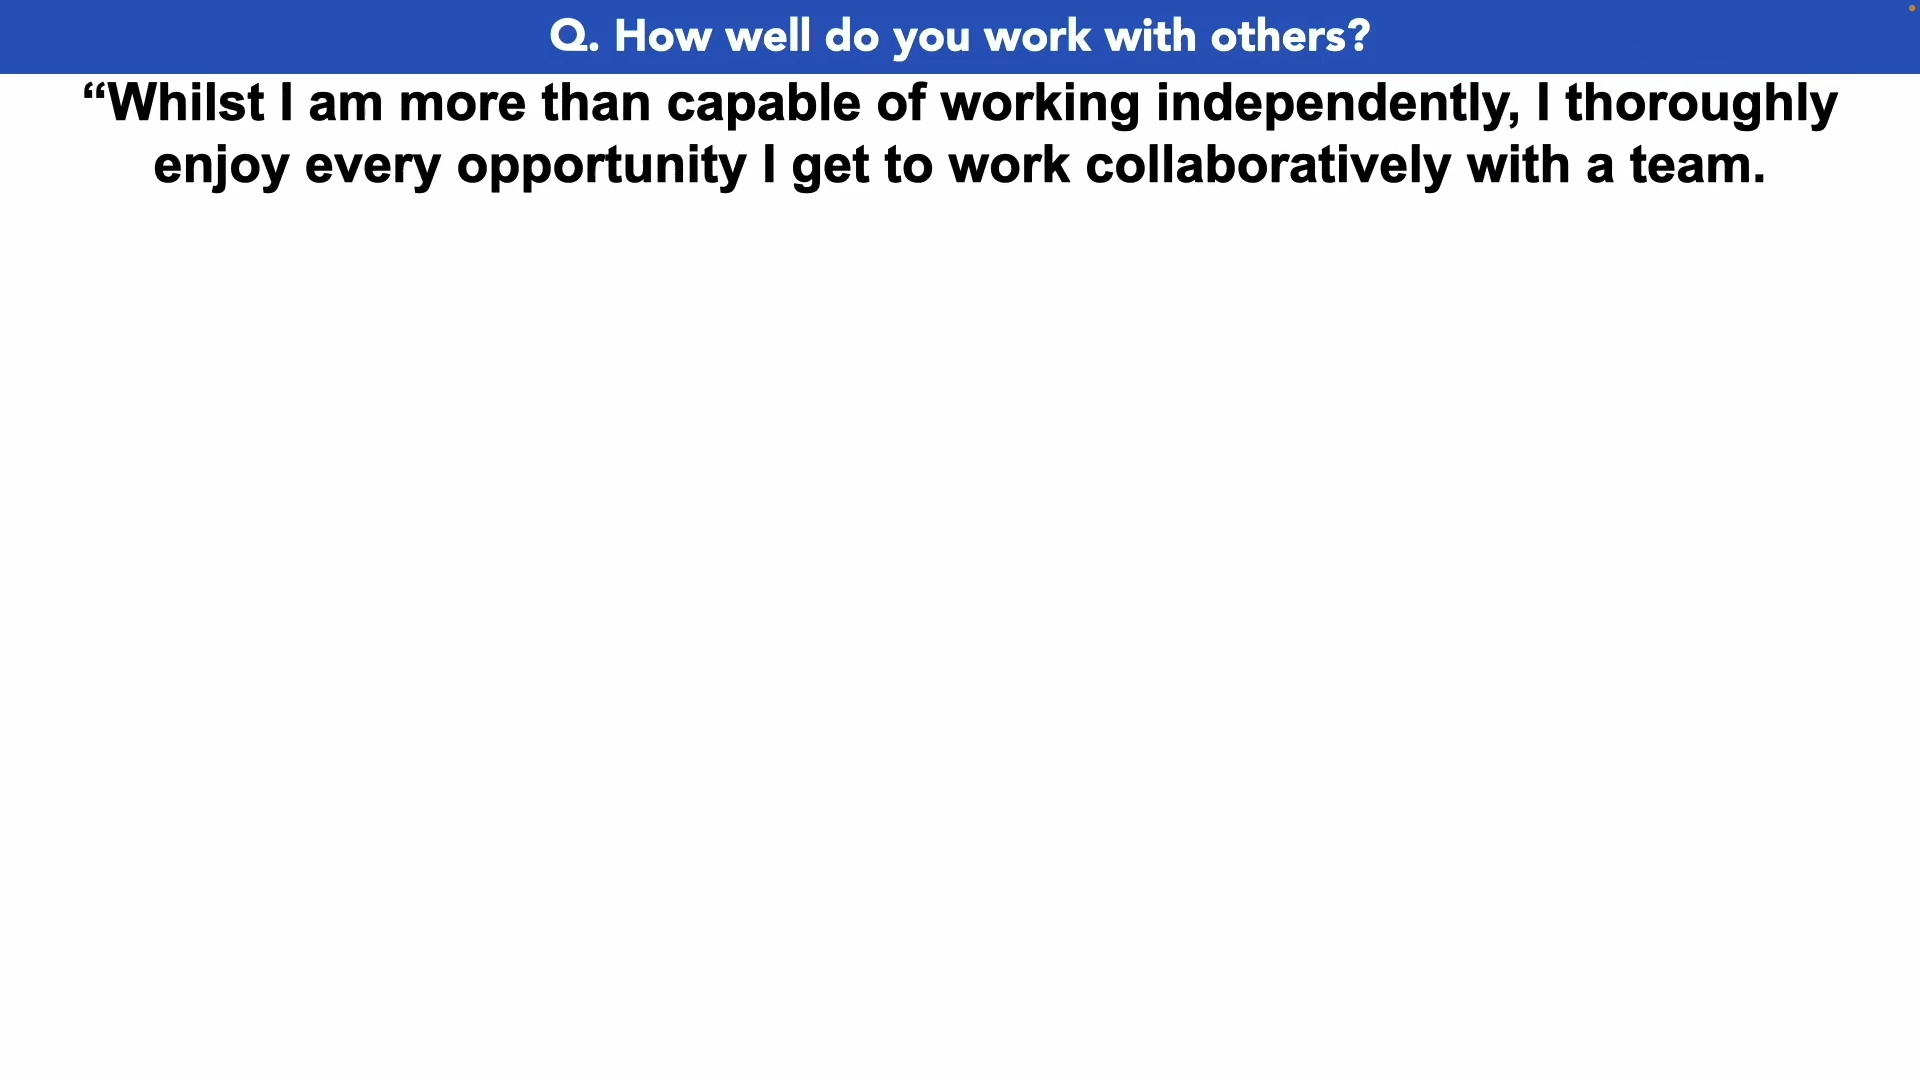 Q. How well do you work with others?
“Whilst I am more than capable of working independently, I thoroughly
enjoy every opportunity I get to work collaboratively with a team.